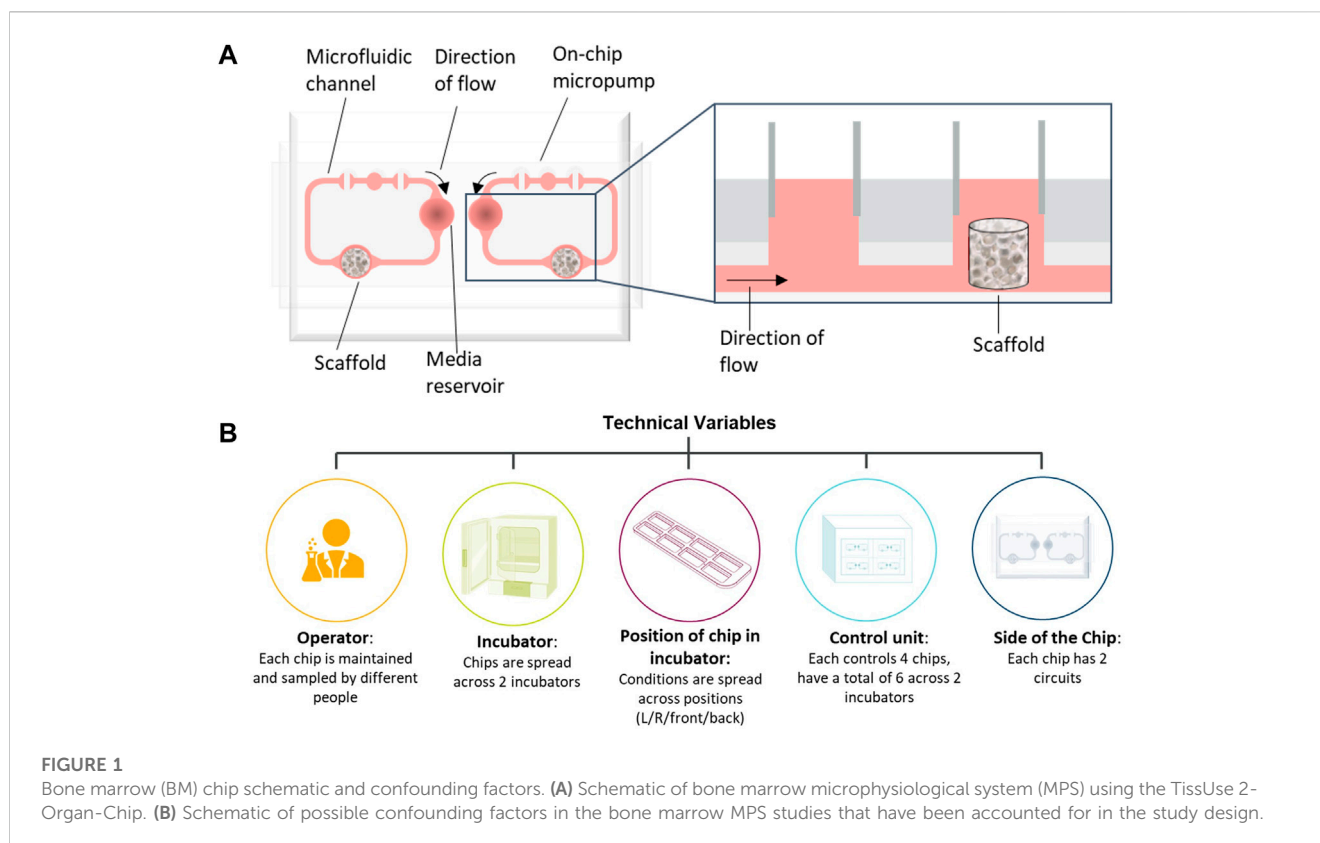 A
Microfluidic
channel
Direction
of flow
On-chip
micropump
Scaffold
Media
reservoir
Direction of
flow
Scaffold
B
Technical Variables
Operator:
Each chip is maintained
and sampled by different
people
Incubator:
Chips are spread
across 2 incubators
Position of chip in
incubator:
Conditions are spread
across positions
(L/R/front/back)
Control unit:
Each controls 4 chips,
have a total of 6 across 2
incubators
Side of the Chip:
Each chip has 2
circuits
FIGURE 1
Bone marrow (BM) chip schematic and confounding factors. (A) Schematic of bone marrow microphysiological system (MPS) using the TissUse 2-
Organ-Chip. (B) Schematic of possible confounding factors in the bone marrow MPS studies that have been accounted for in the study design.